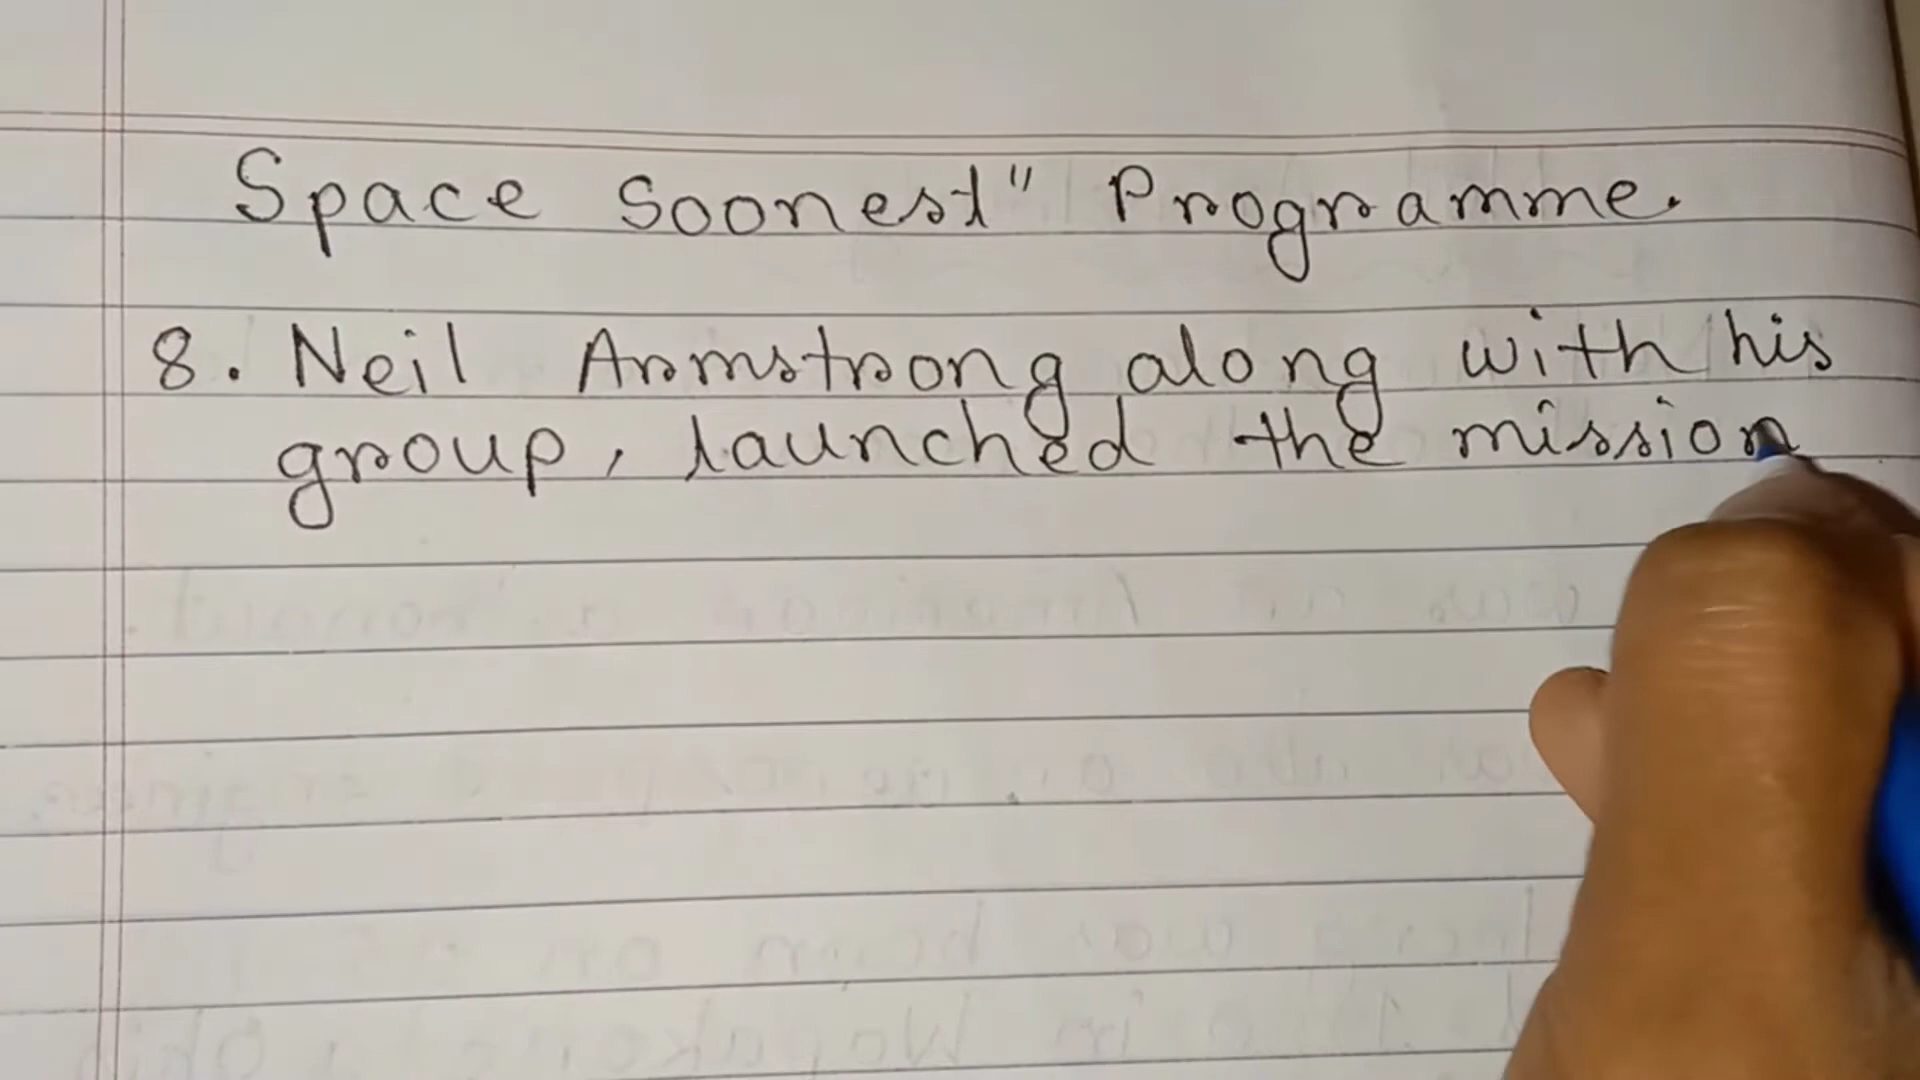 Space Soonest" Programme.
8. Neil Armstrong along with his
group, launched the mission